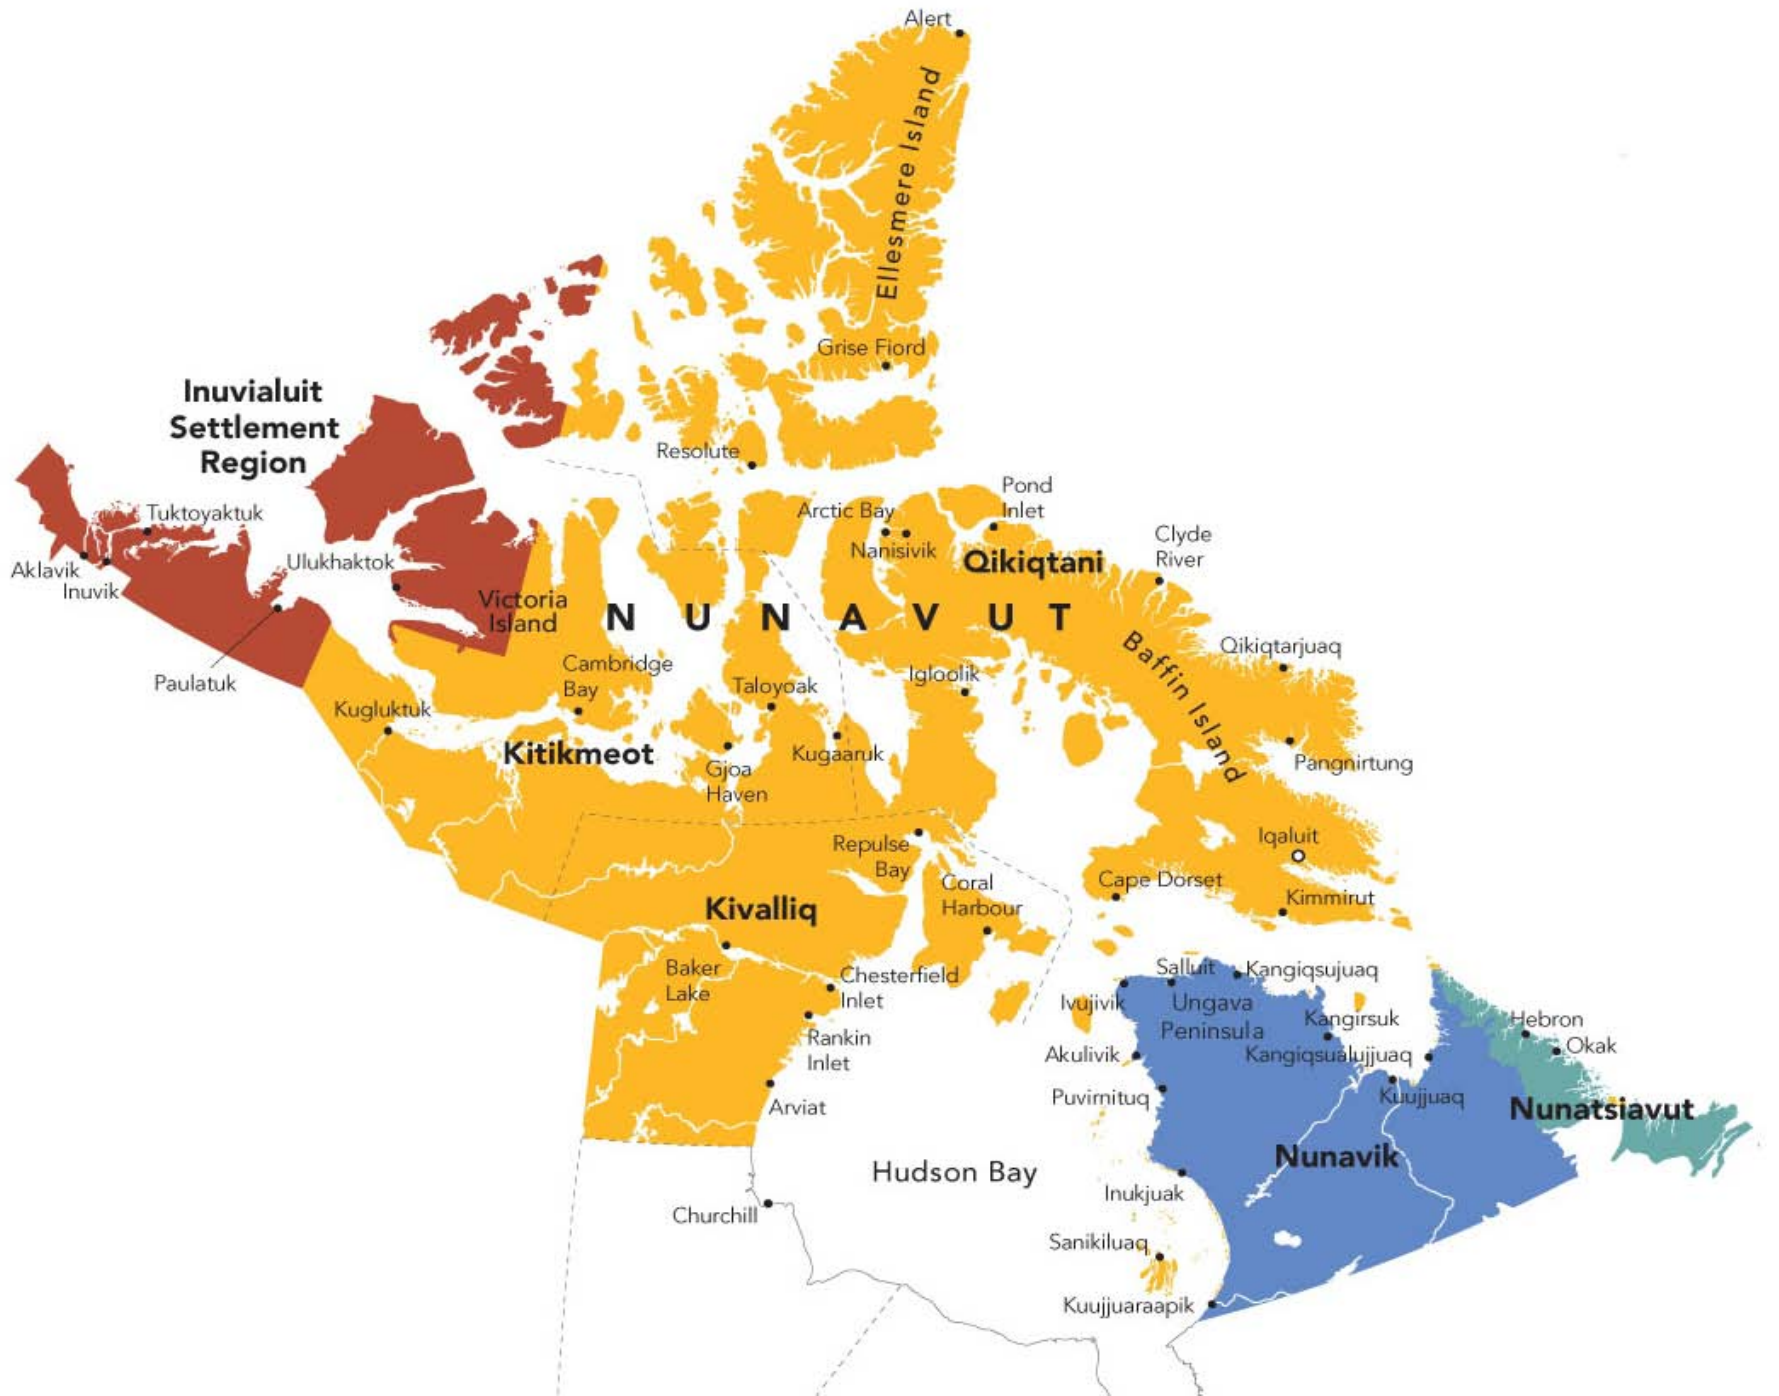 Alert
Ellesmere Island
Grise Fiord
Inuvialuit
Settlement
Region
Resolute
Pond
Inlet
Arctic Bay
Nanisivik
Qikiqtani
Clyde
River
Tuktoyaktuk
Aklavik
Inuvik
Ulukhaktok
Victoria
Island
NUNAVUT
Baffin Island
Qikiqtarjuaq
Paulatuk
Cambridge
Bay
Taloyoak
Igloolik
Kugluktuk
Kitikmeot
Gjoa
Haven
Kugaaruk
Pangnirtung
Repulse
Bay
Iqaluit
Coral
Harbour
Cape Dorset
Kimmirut
Kivalliq
Baker
Lake
Chesterfield
Inlet
Rankin
Inlet
Arviat
Salluit
Kangiqsujuaq
Ivujivik
Ungava
Peninsula
Kangirsuk
Hebron
Okak
Akulivik
Kangiqsualujjuaq
Puvirnituq
Kuujjuaq
Nunatsiavut
Nunavik
Hudson Bay
Inukjuak
Churchill
Sanikiluaq
Kuujjuaraapik